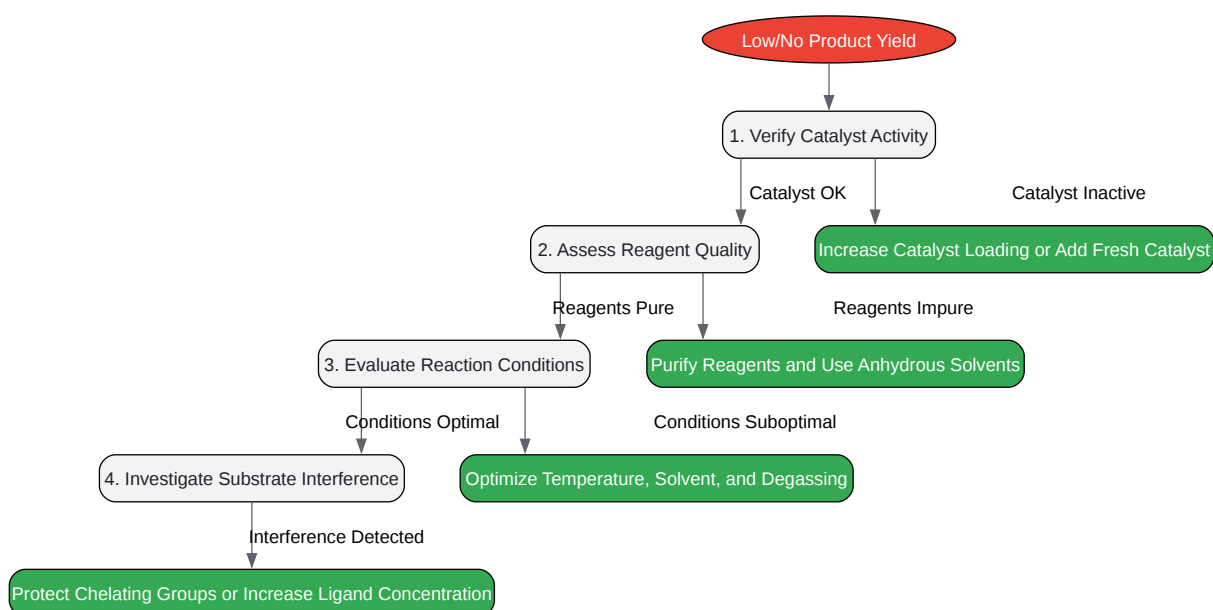 Low/No Product Yield
1. Verify Catalyst Activity
Catalyst OK
Catalyst Inactive
2. Assess Reagent Quality
Increase Catalyst Loading or Add Fresh Catalyst
Reagents Pure
Reagents Impure
3. Evaluate Reaction Conditions
Purify Reagents and Use Anhydrous Solvents
Conditions Optimal
Conditions Suboptimal
4. Investigate Substrate Interference
Optimize Temperature, Solvent, and Degassing
Interference Detected
Protect Chelating Groups or Increase Ligand Concentration